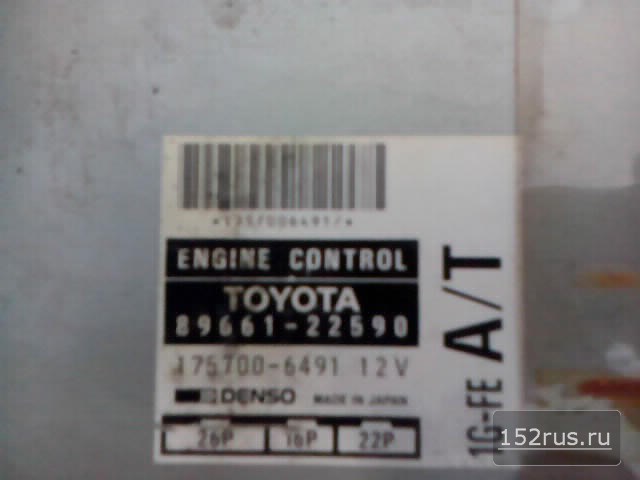 *1757006491/*
ENGINE CONTROL
TOYOTA
89661-22590
175700-6491 12V
DENSO MADE IN JAPAN
26P 16P 22P
1G-FE A/T
152rus.ru